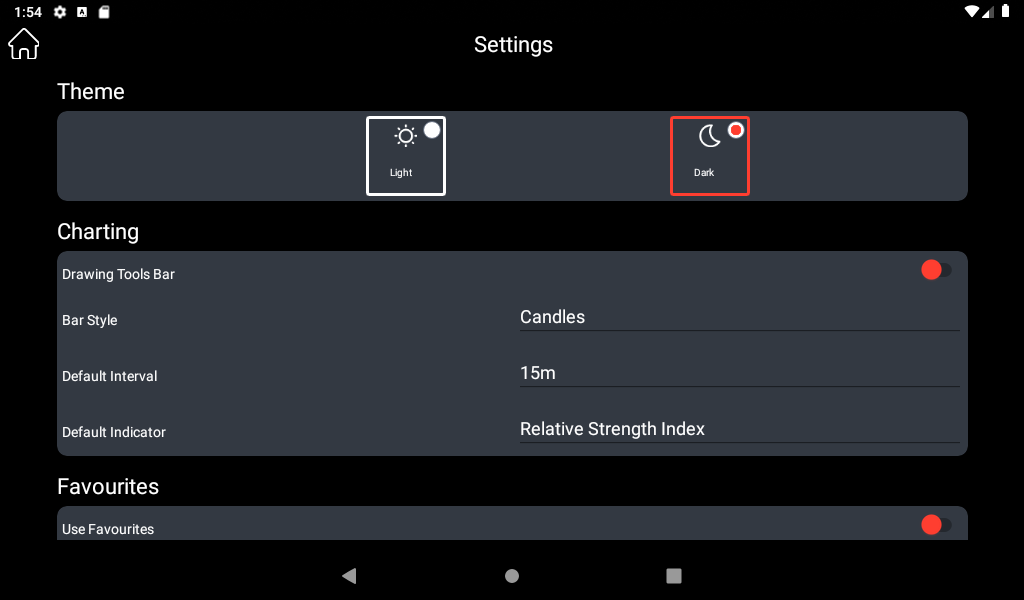 1:54
Settings
Theme
Light
Dark
Charting
Drawing Tools Bar
Bar Style
Candles
Default Interval
15m
Default Indicator
Relative Strength Index
Favourites
Use Favourites